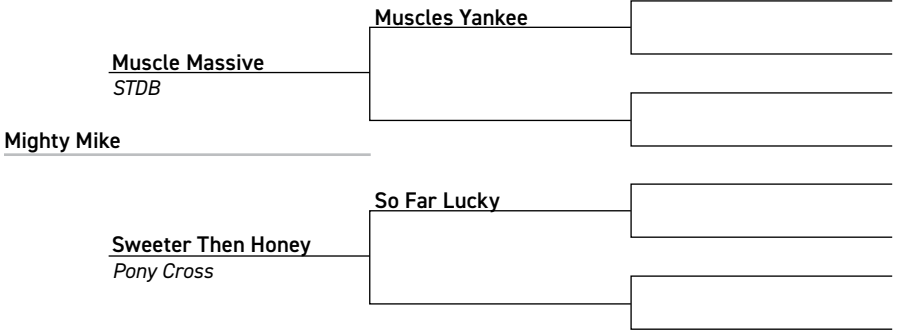 Muscles Yankee
Muscle Massive
STDB
Mighty Mike
So Far Lucky
Sweeter Then Honey
Pony Cross